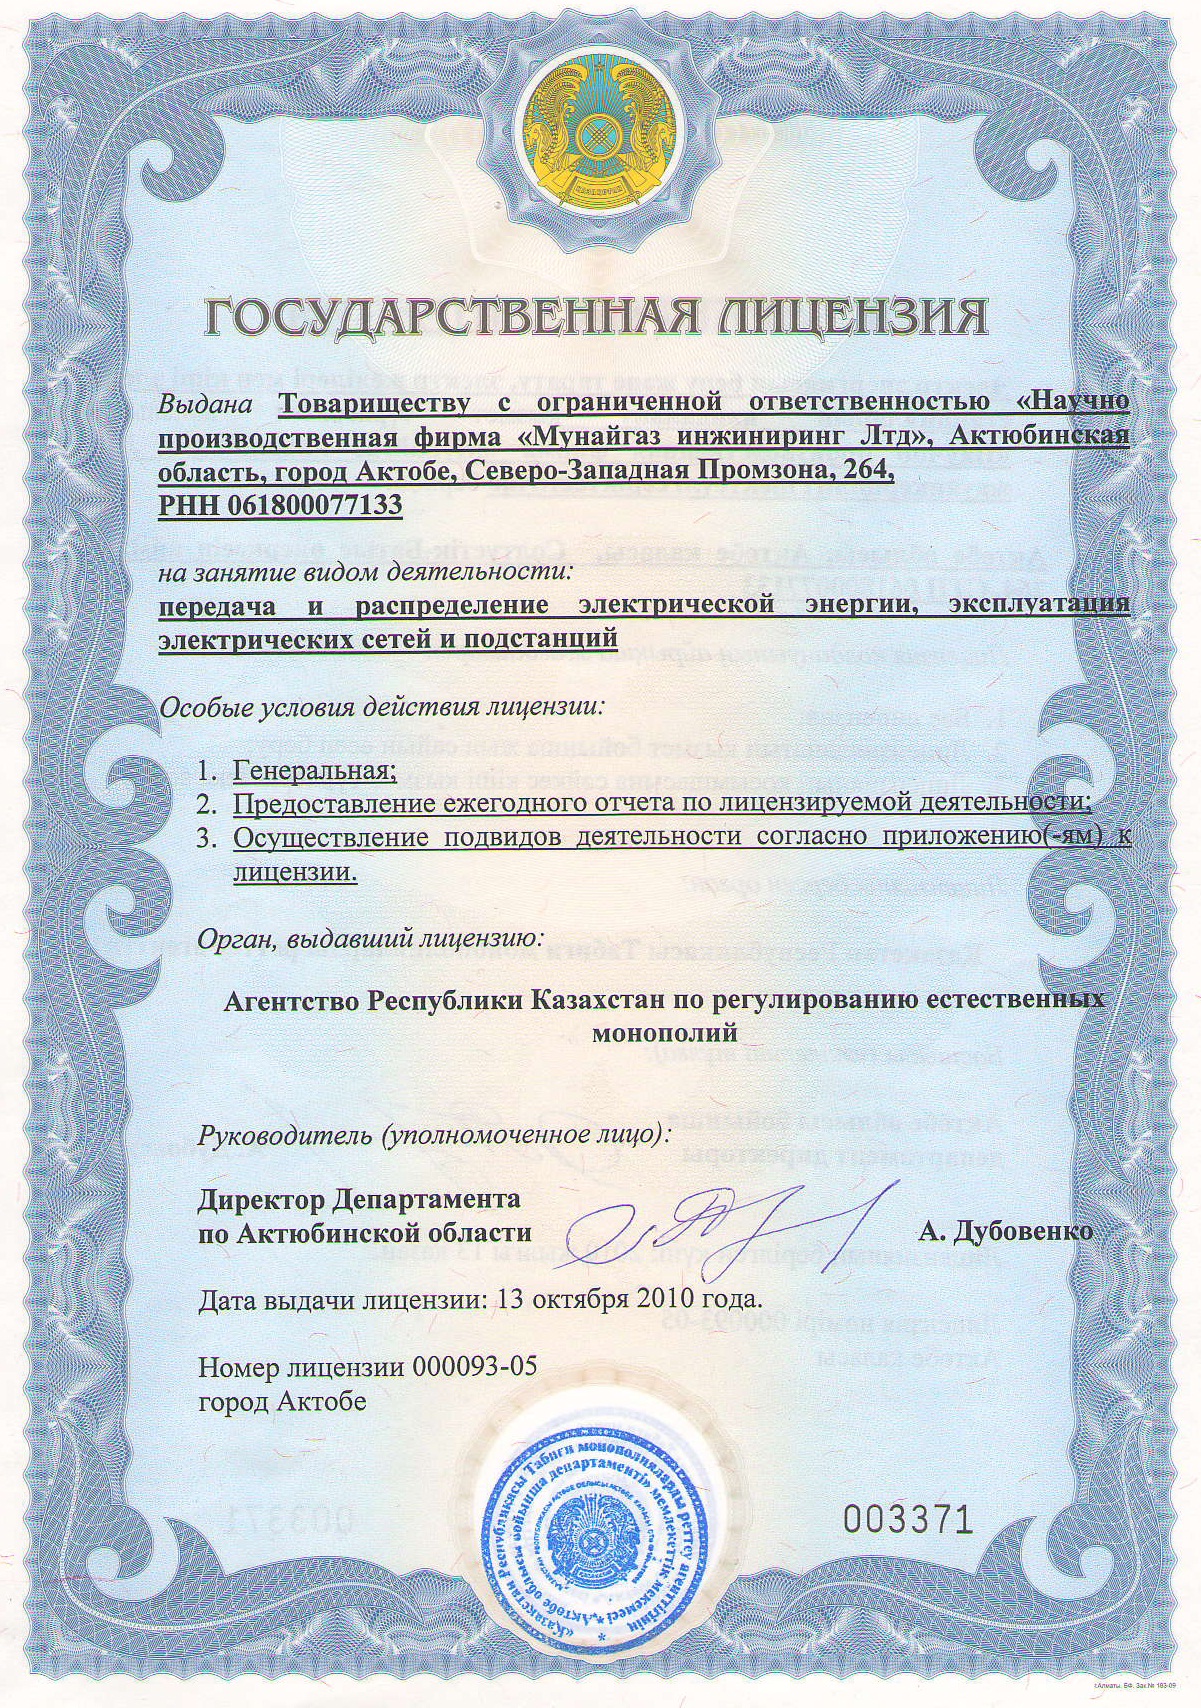 ГОСУДАРСТВЕННАЯ ЛИЦЕНЗИЯ
Выдана Товариществу с ограниченной ответственностью «Научно
производственная фирма «Мунайгаз инжиниринг Лтд», Актюбинская
область, город Актобе, Северо-Западная Промзона, 264,
РНН 061800077133
на занятие видом деятельности:
передача и распределение электрической энергии, эксплуатация
электрических сетей и подстанций
Особые условия действия лицензии:
1. Генеральная;
2. Предоставление ежегодного отчета по лицензируемой деятельности;
3. Осуществление подвидов деятельности согласно приложению(-ям) к
лицензии.
Орган, выдавший лицензию:
Агентство Республики Казахстан по регулированию естественных
монополий
Руководитель (уполномоченное лицо):
Директор Департамента
по Актюбинской области
А. Дубовенко
Дата выдачи лицензии: 13 октября 2010 года.
Номер лицензии 000093-05
город Актобе
«Қазақстан Республикасы Табиғи монополияларды реттеу агенттігінің
Ақтөбе облысы бойынша департаменті» мемлекеттік мекемесі
003371
г.Алматы. БФ. Зак.№ 183-09